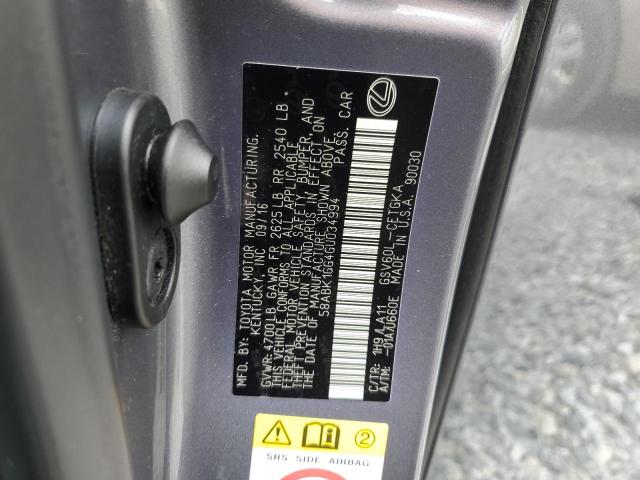 MFD. BY: TOYOTA MOTOR MANUFACTURING,
KENTUCKY, INC. 09/16
GVWR: 4700LB GAWR FR 2625LB RR 2540 LB
THIS VEHICLE CONFORMS TO ALL APPLICABLE
FEDERAL MOTOR VEHICLE SAFETY, BUMPER, AND
THEFT PREVENTION STANDARDS IN EFFECT ON
THE DATE OF MANUFACTURE SHOWN ABOVE.
58ABK1GG4GU034994 PASS. CAR
C/TR: 1H9/LA11 GSV60L-CETGKA
A/TM: -01A/U660E MADE IN U.S.A. 90030
2
SRS SIDE AIRBAG